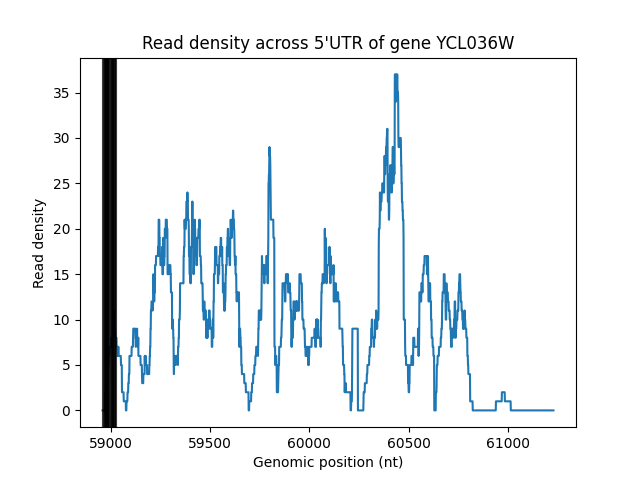 Read density across 5'UTR of gene YCL036W
Read density
35
30
25
20
15
10
5
0
59000 59500 60000 60500 61000
Genomic position (nt)